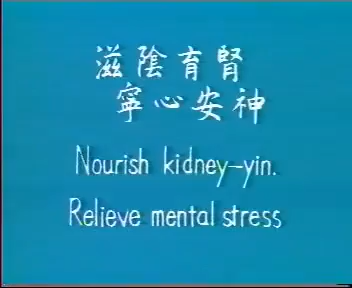 滋陰育腎
寧心安神
Nourish kidney-yin.
Relieve mental stress